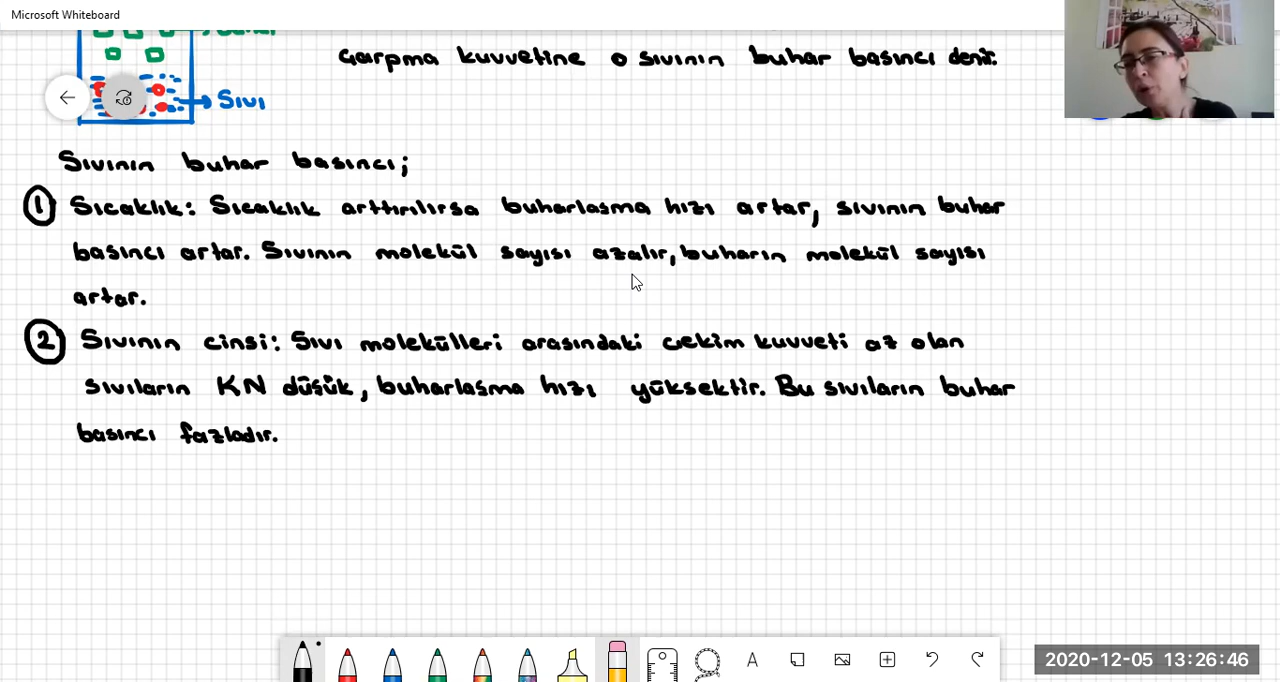 Microsoft Whiteboard
Çarpma kuvvetine o sıvının buhar basıncı denir.
Sıvı
Sıvının buhar basıncı;
① Sıcaklık: Sıcaklık arttırılırsa buharlaşma hızı artar, sıvının buhar
basıncı artar. Sıvının molekül sayısı azalır, buharın molekül sayısı
artar.
② Sıvının cinsi: Sıvı molekülleri arasındaki çekim kuvveti az olan
sıvıların KN düşük, buharlaşma hızı yüksektir. Bu sıvıların buhar
basıncı fazladır.
A
2020-12-05 13:26:46